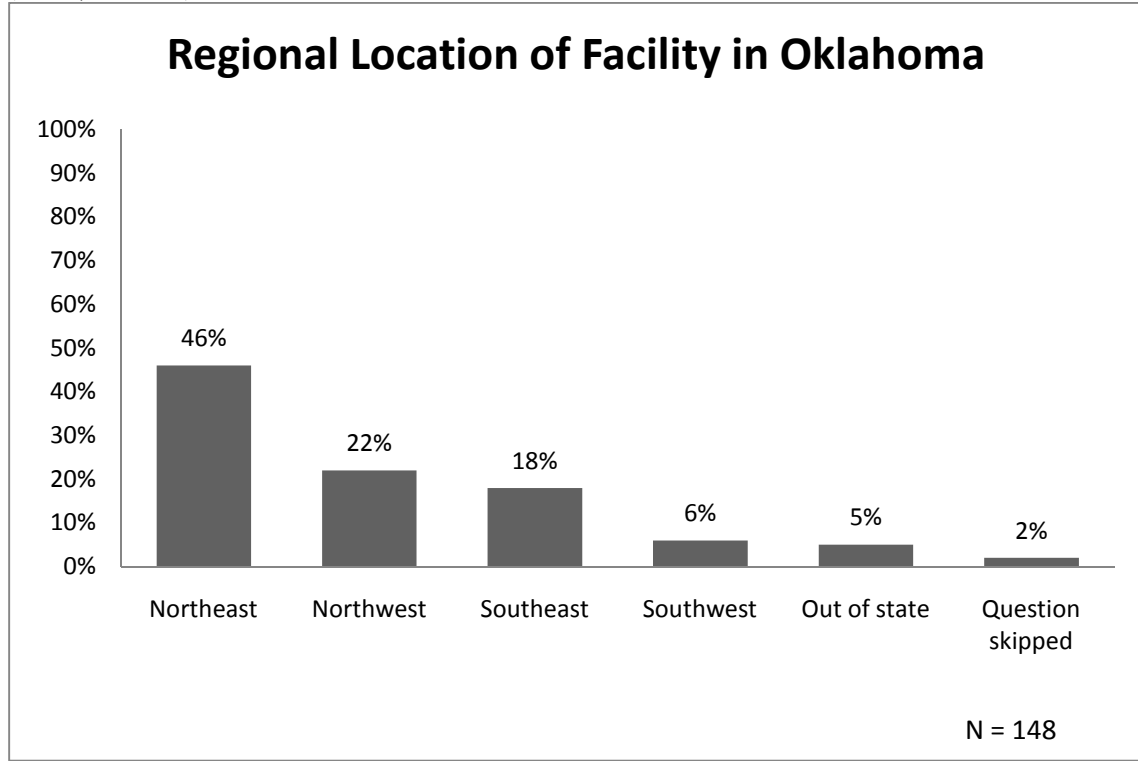 Regional Location of Facility in Oklahoma
100%
90%
80%
70%
60%
50%
40%
30%
20%
10%
0%
46%
22%
18%
6%
5%
2%
Northeast
Northwest
Southeast
Southwest
Out of state
Question
skipped
N = 148